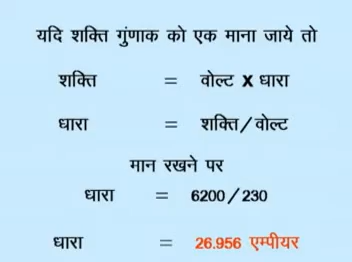 यदि शक्ति गुंणाक को एक माना जाये तो
शक्ति = वोल्ट X धारा
धारा = शक्ति/वोल्ट
मान रखने पर
धारा = 6200/230
धारा = 26.956 एम्पीयर